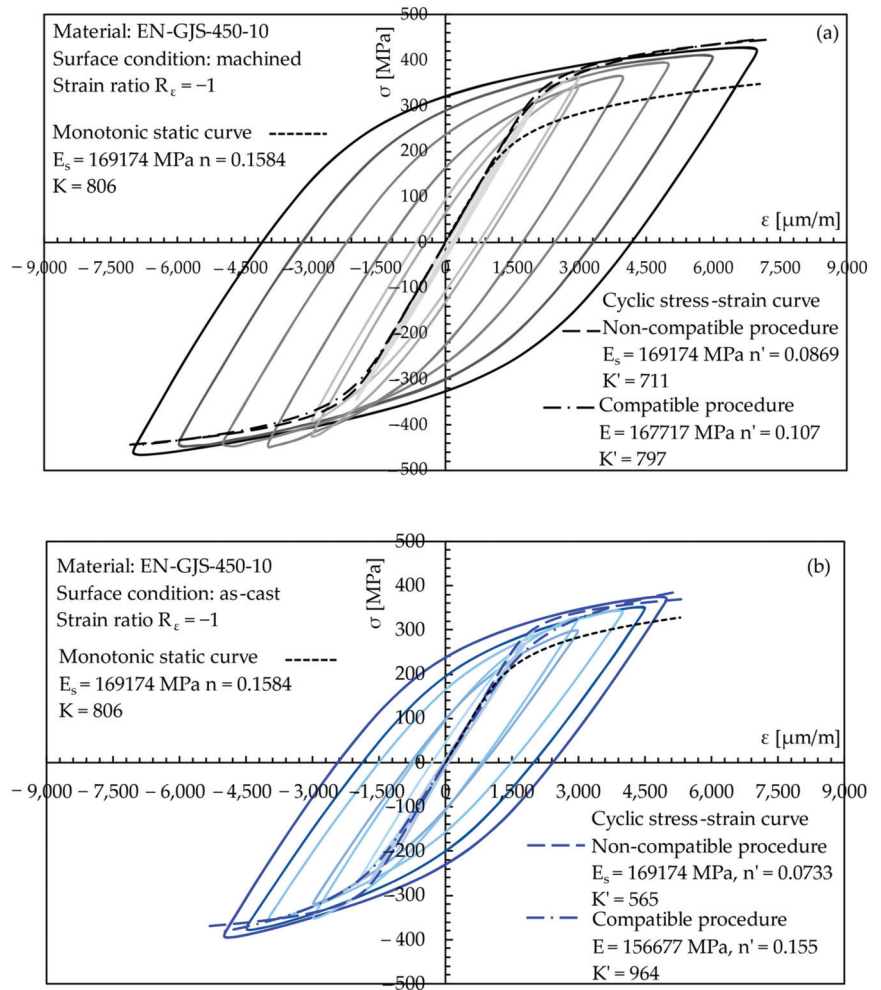 500
(a)
Material: EN-GJS-450-10
Surface condition: machined
Strain ratio Rε = −1
σ [MPa]
400
300
Monotonic static curve
Es = 169174 MPa n = 0.1584
K = 806
200
100
ε [µm/m]
0
−9,000 −7,500 −6,000 −4,500 −3,000 −1,500 0 1,500 3,000 4,500 6,000 7,500 9,000
−100
−200
−300
−400
−500
Cyclic stress-strain curve
Non-compatible procedure
Es = 169174 MPa n' = 0.0869
K' = 711
Compatible procedure
E = 167717 MPa n' = 0.107
K' = 797
500
(b)
Material: EN-GJS-450-10
Surface condition: as-cast
Strain ratio Rε = −1
σ [MPa]
400
300
Monotonic static curve
Es = 169174 MPa n = 0.1584
K = 806
200
100
ε [µm/m]
0
−9,000 −7,500 −6,000 −4,500 −3,000 −1,500 0 1,500 3,000 4,500 6,000 7,500 9,000
−100
−200
−300
−400
−500
Cyclic stress-strain curve
Non-compatible procedure
Es = 169174 MPa, n' = 0.0733
K' = 565
Compatible procedure
E = 156677 MPa, n' = 0.155
K' = 964